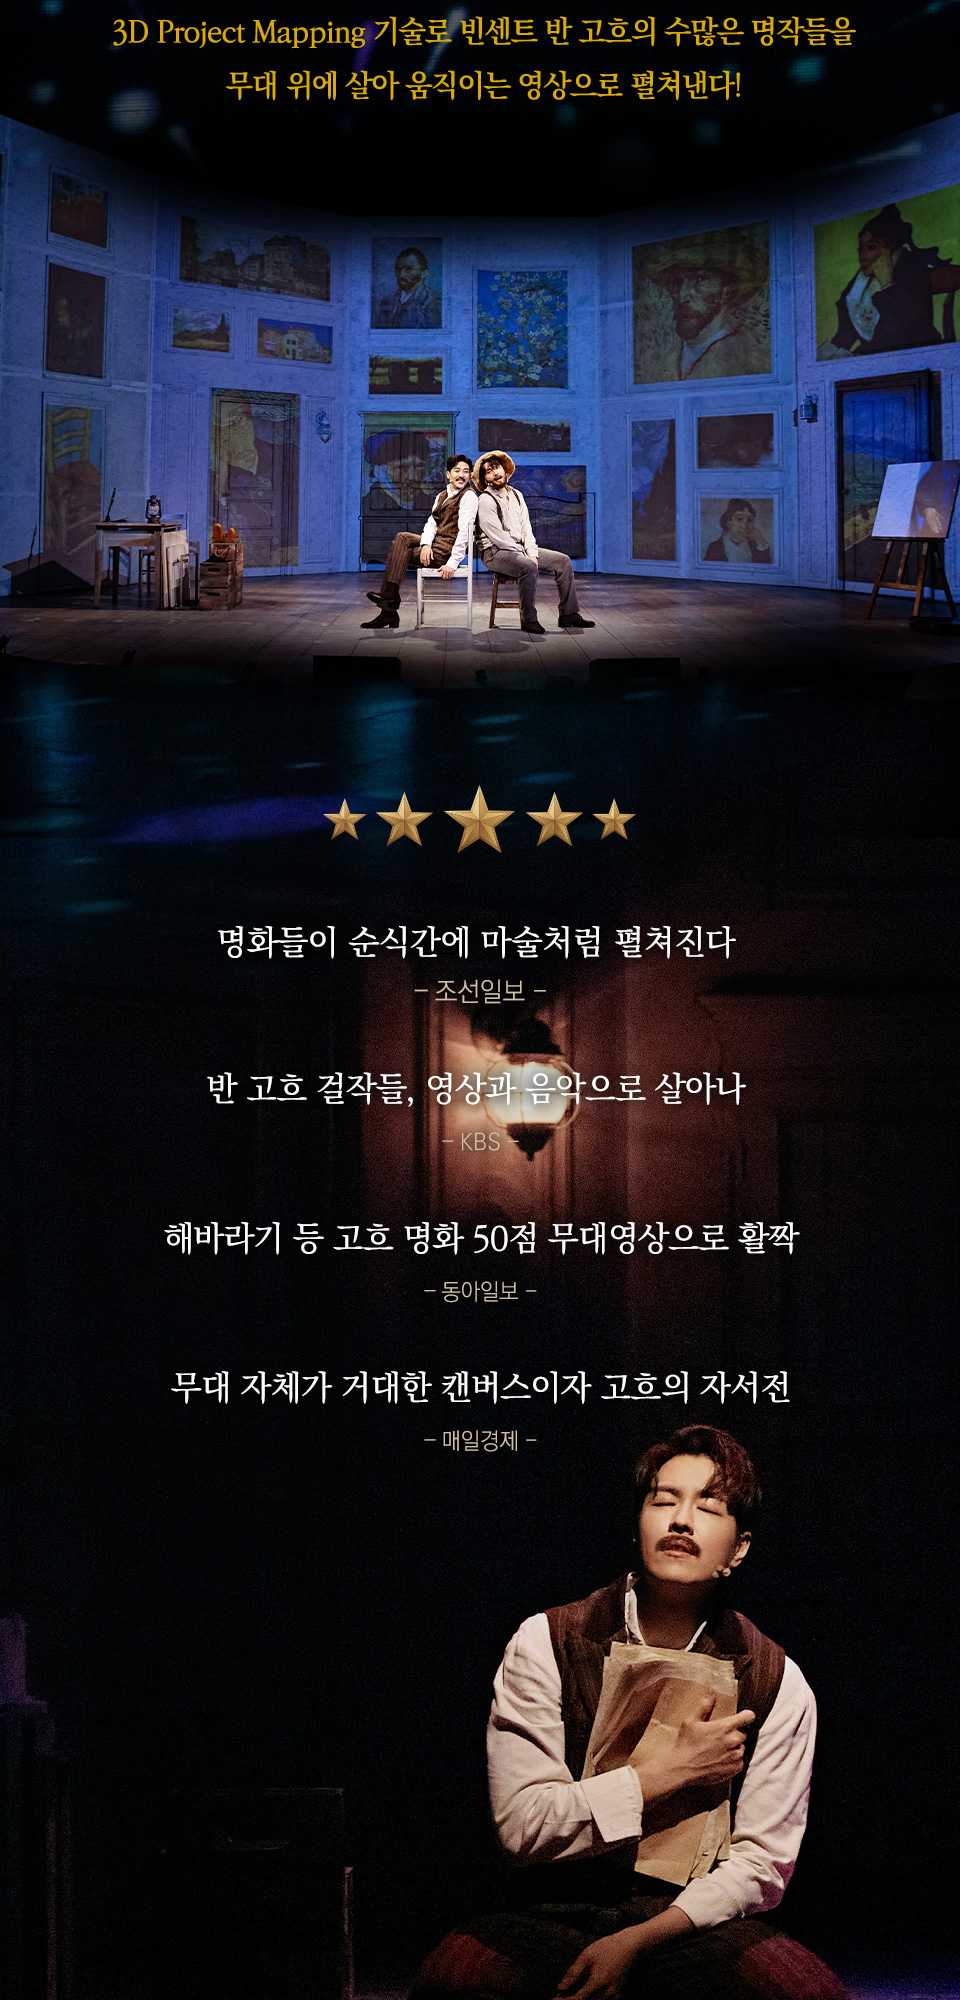 3D Project Mapping 기술로 빈센트 반 고흐의 수많은 명작들을
무대 위에 살아 움직이는 영상으로 펼쳐낸다!
명화들이 순식간에 마술처럼 펼쳐진다
– 조선일보 –
반 고흐 걸작들, 영상과 음악으로 살아나
– KBS –
해바라기 등 고흐 명화 50점 무대영상으로 활짝
– 동아일보 –
무대 자체가 거대한 캔버스이자 고흐의 자서전
– 매일경제 –